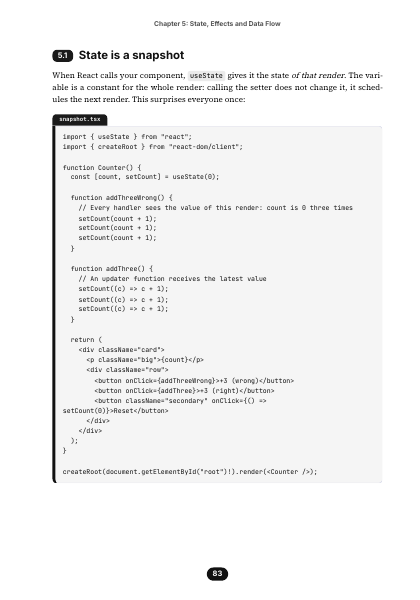 Chapter 5: State, Effects and Data Flow
5.1 State is a snapshot
When React calls your component, useState gives it the state of that render. The vari-
able is a constant for the whole render: calling the setter does not change it, it sched-
ules the next render. This surprises everyone once:
snapshot.tsx
import { useState } from "react";
import { createRoot } from "react-dom/client";
function Counter() {
  const [count, setCount] = useState(0);
  function addThreeWrong() {
    // Every handler sees the value of this render: count is 0 three times
    setCount(count + 1);
    setCount(count + 1);
    setCount(count + 1);
  }
  function addThree() {
    // An updater function receives the latest value
    setCount((c) => c + 1);
    setCount((c) => c + 1);
    setCount((c) => c + 1);
  }
  return (
    <div className="card">
      <p className="big">{count}</p>
      <div className="row">
        <button onClick={addThreeWrong}>+3 (wrong)</button>
        <button onClick={addThree}>+3 (right)</button>
        <button className="secondary" onClick={() =>
setCount(0)}>Reset</button>
      </div>
    </div>
  );
}
createRoot(document.getElementById("root")!).render(<Counter />);
83